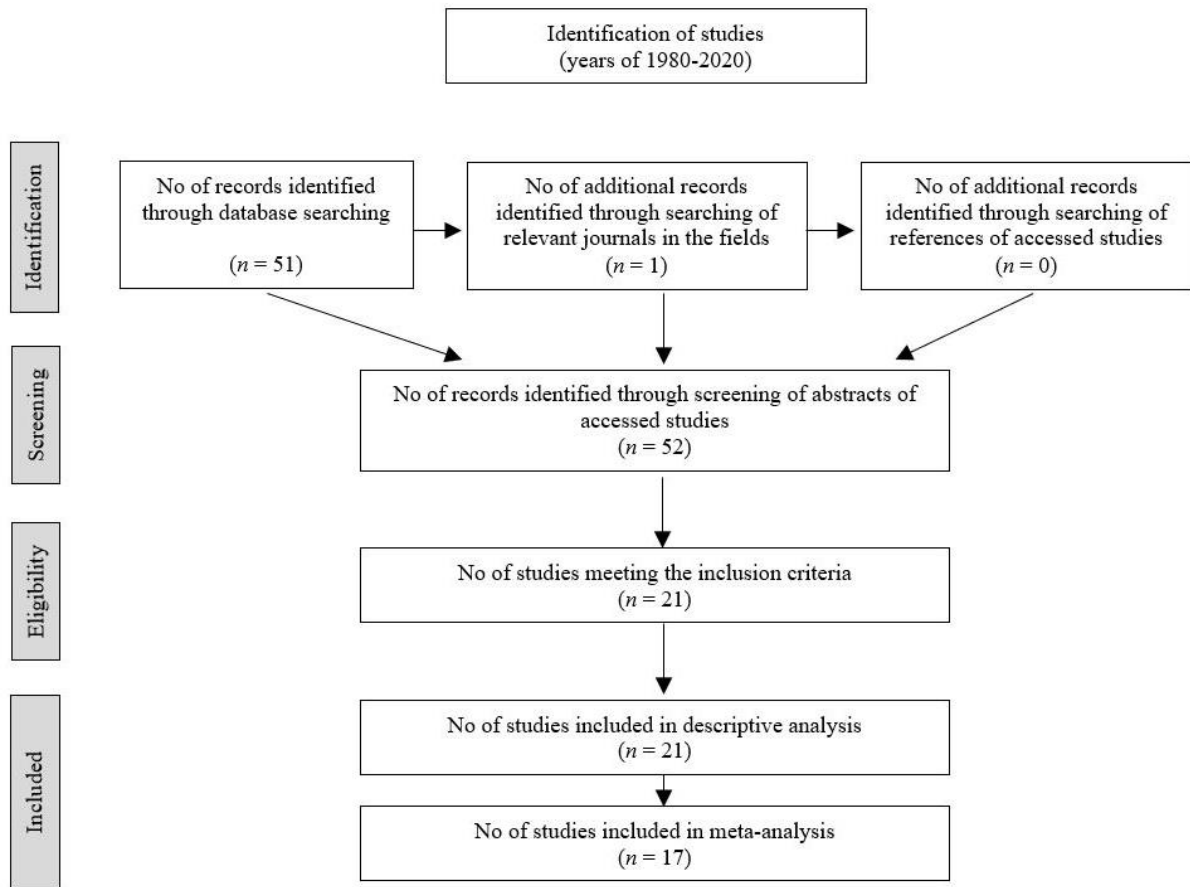 Identification of studies
(years of 1980-2020)
Identification
No of records identified
through database searching
(n = 51)
No of additional records
identified through searching of
relevant journals in the fields
(n = 1)
No of additional records
identified through searching of
references of accessed studies
(n = 0)
Screening
No of records identified through screening of abstracts of
accessed studies
(n = 52)
Eligibility
No of studies meeting the inclusion criteria
(n = 21)
Included
No of studies included in descriptive analysis
(n = 21)
No of studies included in meta-analysis
(n = 17)